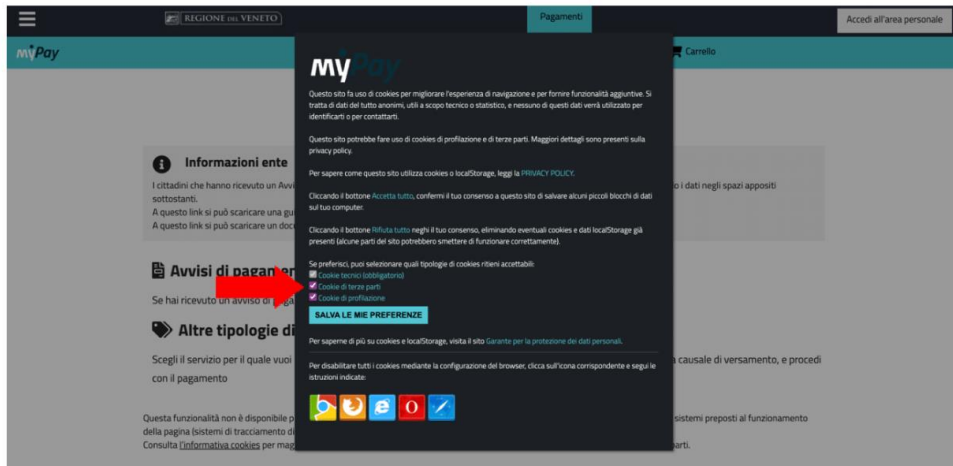 REGIONE DEL VENETO
Pagamenti
Accedi all'area personale
myPay
Carrello
myPay
Questo sito fa uso di cookies per migliorare l'esperienza di navigazione e per fornire funzionalità aggiuntive. Si
tratta di dati del tutto anonimi, utili a scopo tecnico o statistico, e nessuno di questi dati verrà utilizzato per
identificarti o per contattarti.
Questo sito potrebbe fare uso di cookies di profilazione e di terze parti. Maggiori dettagli sono presenti sulla
privacy policy.
Per sapere come questo sito utilizza cookies o localStorage, leggi la PRIVACY POLICY.
Cliccando il bottone Accetta tutto, confermi il tuo consenso a questo sito di salvare alcuni piccoli blocchi di dati
sul tuo computer.
Cliccando il bottone Rifiuta tutto neghi il tuo consenso, eliminando eventuali cookies e dati localStorage già
presenti (alcune parti del sito potrebbero smettere di funzionare correttamente).
Se preferisci, puoi selezionare quali tipologie di cookies ritieni accettabili:
Cookie tecnici (obbligatorio)
Cookie di terze parti
Cookie di profilazione
SALVA LE MIE PREFERENZE
Per saperne di più su cookies e localStorage, visita il sito Garante per la protezione dei dati personali.
Per disabilitare tutti i cookies mediante la configurazione del browser, clicca sull'icona corrispondente e segui le
istruzioni indicate:
Informazioni ente
I cittadini che hanno ricevuto un Avvi
o i dati negli spazi appositi
sottostanti.
A questo link si può scaricare una gu
A questo link si può scaricare un doc
Avvisi di pagamen
Se hai ricevuto un avviso di paga
Altre tipologie di
Scegli il servizio per il quale vuoi
a causale di versamento, e procedi
con il pagamento
Questa funzionalità non è disponibile p
sistemi preposti al funzionamento
della pagina (sistemi di tracciamento di
Consulta l'informativa cookies per mag
arti.